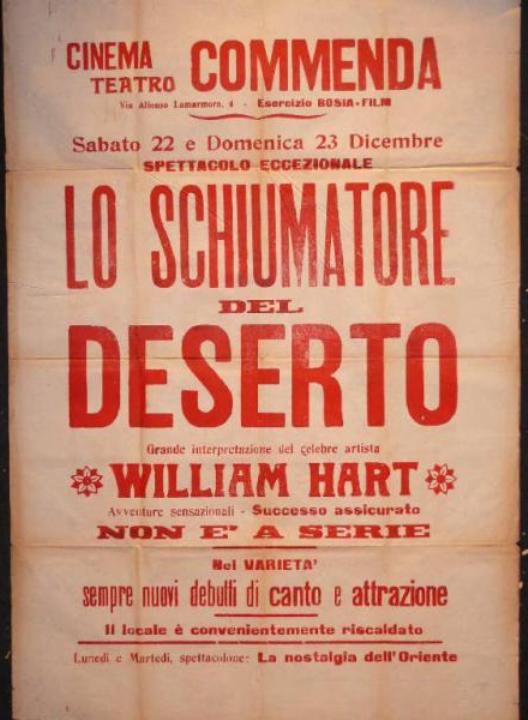 CINEMA
TEATRO
COMMENDA
Via Alfonso Lamarmora, 4 - Esercizio BOSIA-FILM
Sabato 22 e Domenica 23 Dicembre
SPETTACOLO ECCEZIONALE
LO SCHIUMATORE
DEL
DESERTO
Grande interpretazione del celebre artista
WILLIAM HART
Avventure sensazionali - Successo assicurato
NON E' A SERIE
Nel VARIETA'
sempre nuovi debutti di canto e attrazione
Il locale è convenientemente riscaldato
Lunedì e Martedì, spettacolone: La nostalgia dell'Oriente